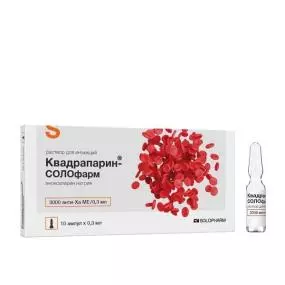 S
раствор для инъекций
Квадрапарин®-
СОЛОфарм
эноксапарин натрия
3000 анти-Ха МЕ/0,3 мл
10 ампул x 0,3 мл
SOLOPHARM
Квадрапарин
СОЛОфарм
3000 анти-Ха МЕ